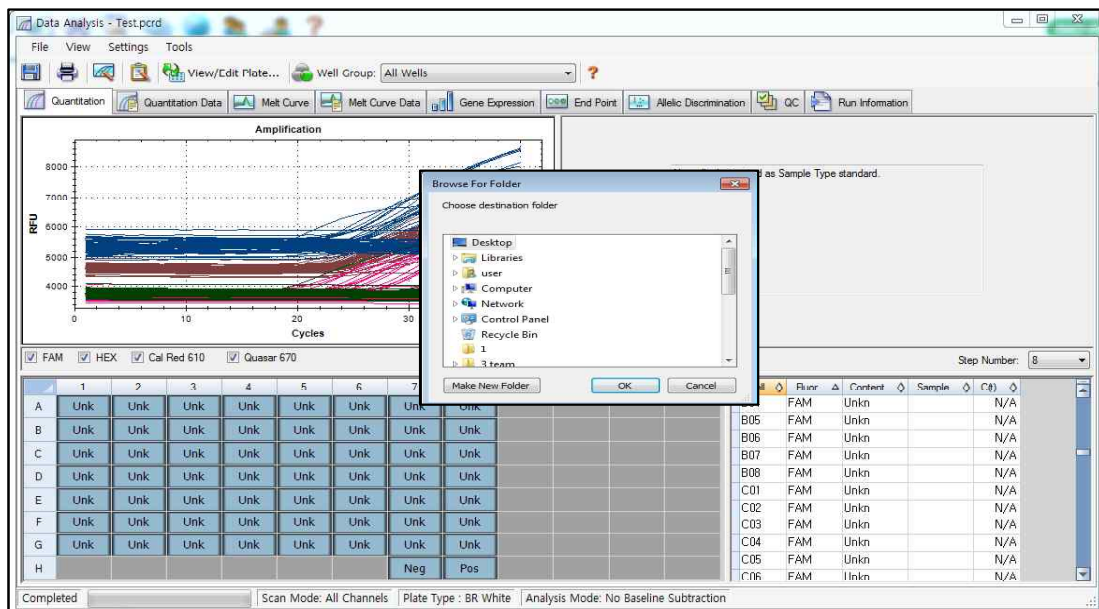 Data Analysis - Test.pcrd
File View Settings Tools
View/Edit Plate... Well Group: All Wells ?
Quantitation Quantitation Data Melt Curve Melt Curve Data Gene Expression End Point Allelic Discrimination QC Run Information
Amplification
8000
7000
6000
5000
4000
RFU
0 10 20 30
Cycles
as Sample Type standard.
Browse For Folder
Choose destination folder
Desktop
Libraries
user
Computer
Network
Control Panel
Recycle Bin
1
3 team
Make New Folder OK Cancel
FAM HEX Cal Red 610 Quasar 670
Step Number: 8
1 2 3 4 5 6 7
A Unk Unk Unk Unk Unk Unk Unk Unk
B Unk Unk Unk Unk Unk Unk Unk Unk
C Unk Unk Unk Unk Unk Unk Unk Unk
D Unk Unk Unk Unk Unk Unk Unk Unk
E Unk Unk Unk Unk Unk Unk Unk Unk
F Unk Unk Unk Unk Unk Unk Unk Unk
G Unk Unk Unk Unk Unk Unk Unk Unk
H Neg Pos
Fluor Content Sample C(t)
FAM Unkn N/A
B05 FAM Unkn N/A
B06 FAM Unkn N/A
B07 FAM Unkn N/A
B08 FAM Unkn N/A
C01 FAM Unkn N/A
C02 FAM Unkn N/A
C03 FAM Unkn N/A
C04 FAM Unkn N/A
C05 FAM Unkn N/A
C06 FAM Unkn N/A
Completed Scan Mode: All Channels Plate Type : BR White Analysis Mode: No Baseline Subtraction